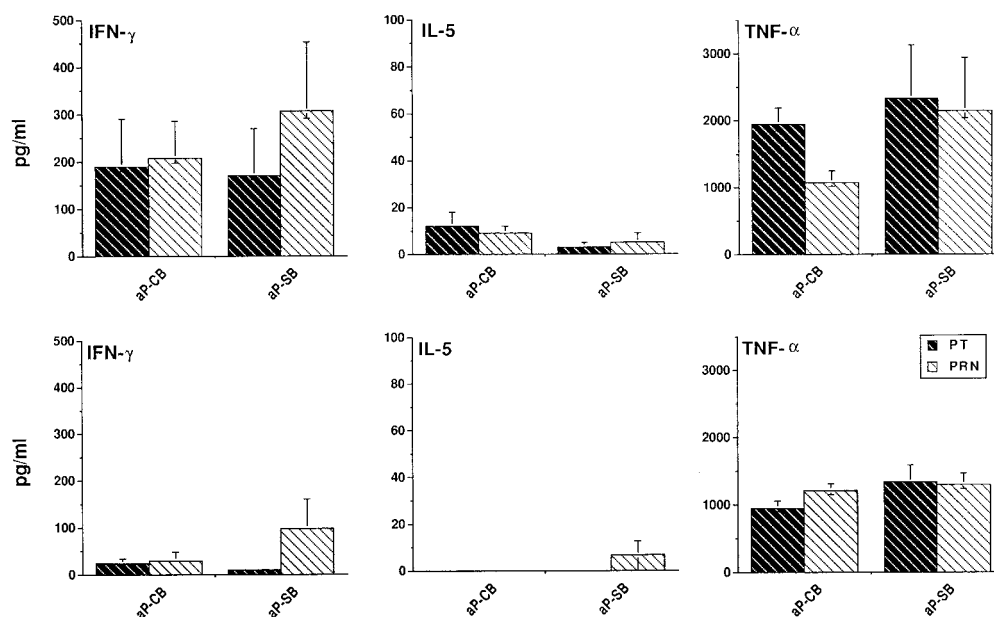 IFN-γ
500
400
300
200
100
0
pg/ml
aP-CB
aP-SB
IL-5
100
80
60
40
20
0
aP-CB
aP-SB
TNF-α
3000
2000
1000
0
aP-CB
aP-SB
IFN-γ
500
400
300
200
100
0
pg/ml
aP-CB
aP-SB
IL-5
100
80
60
40
20
0
aP-CB
aP-SB
TNF-α
3000
2000
1000
0
aP-CB
aP-SB
PT
PRN